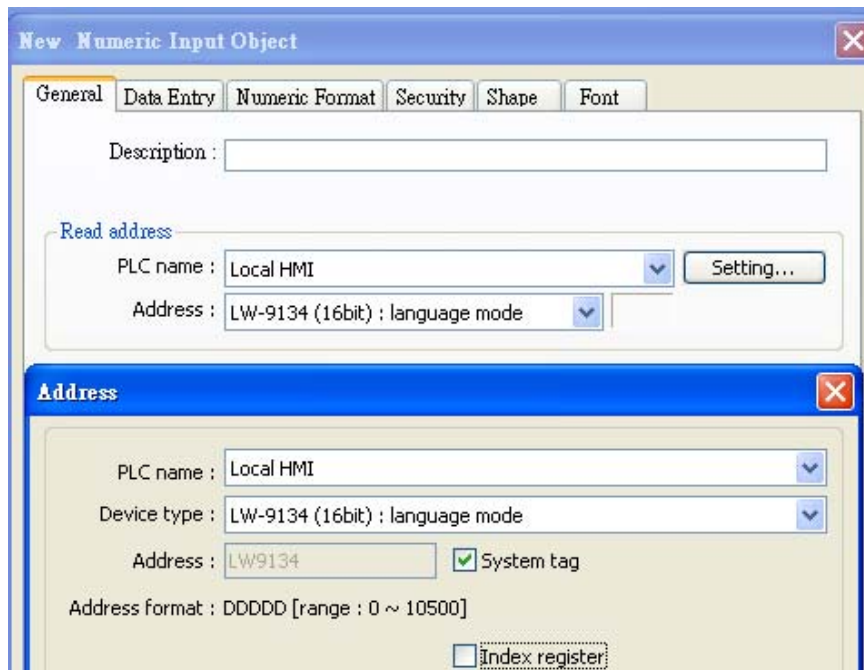 New Numeric Input Object
General Data Entry Numeric Format Security Shape Font
Description :
Read address
PLC name : Local HMI Setting...
Address : LW-9134 (16bit) : language mode
Address
PLC name : Local HMI
Device type : LW-9134 (16bit) : language mode
Address : LW9134 System tag
Address format : DDDDD [range : 0 ~ 10500]
Index register